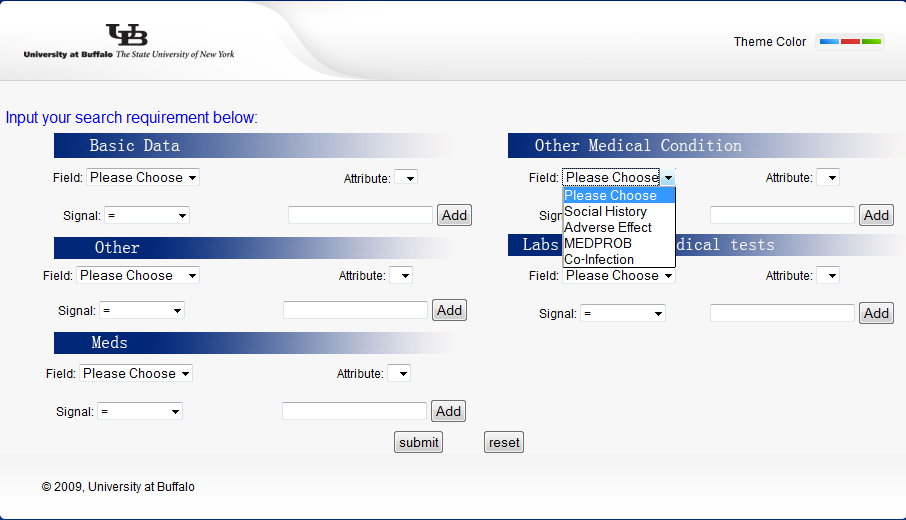 UB
University at Buffalo The State University of New York
Theme Color
Input your search requirement below:
Basic Data
Field: Please Choose Attribute:
Signal: = Add
Other
Field: Please Choose Attribute:
Signal: = Add
Meds
Field: Please Choose Attribute:
Signal: = Add
Other Medical Condition
Field: Please Choose Attribute:
Please Choose
Social History
Adverse Effect
MEDPROB
Co-Infection
Add
Labs dical tests
Field: Please Choose Attribute:
Signal: = Add
submit reset
© 2009, University at Buffalo